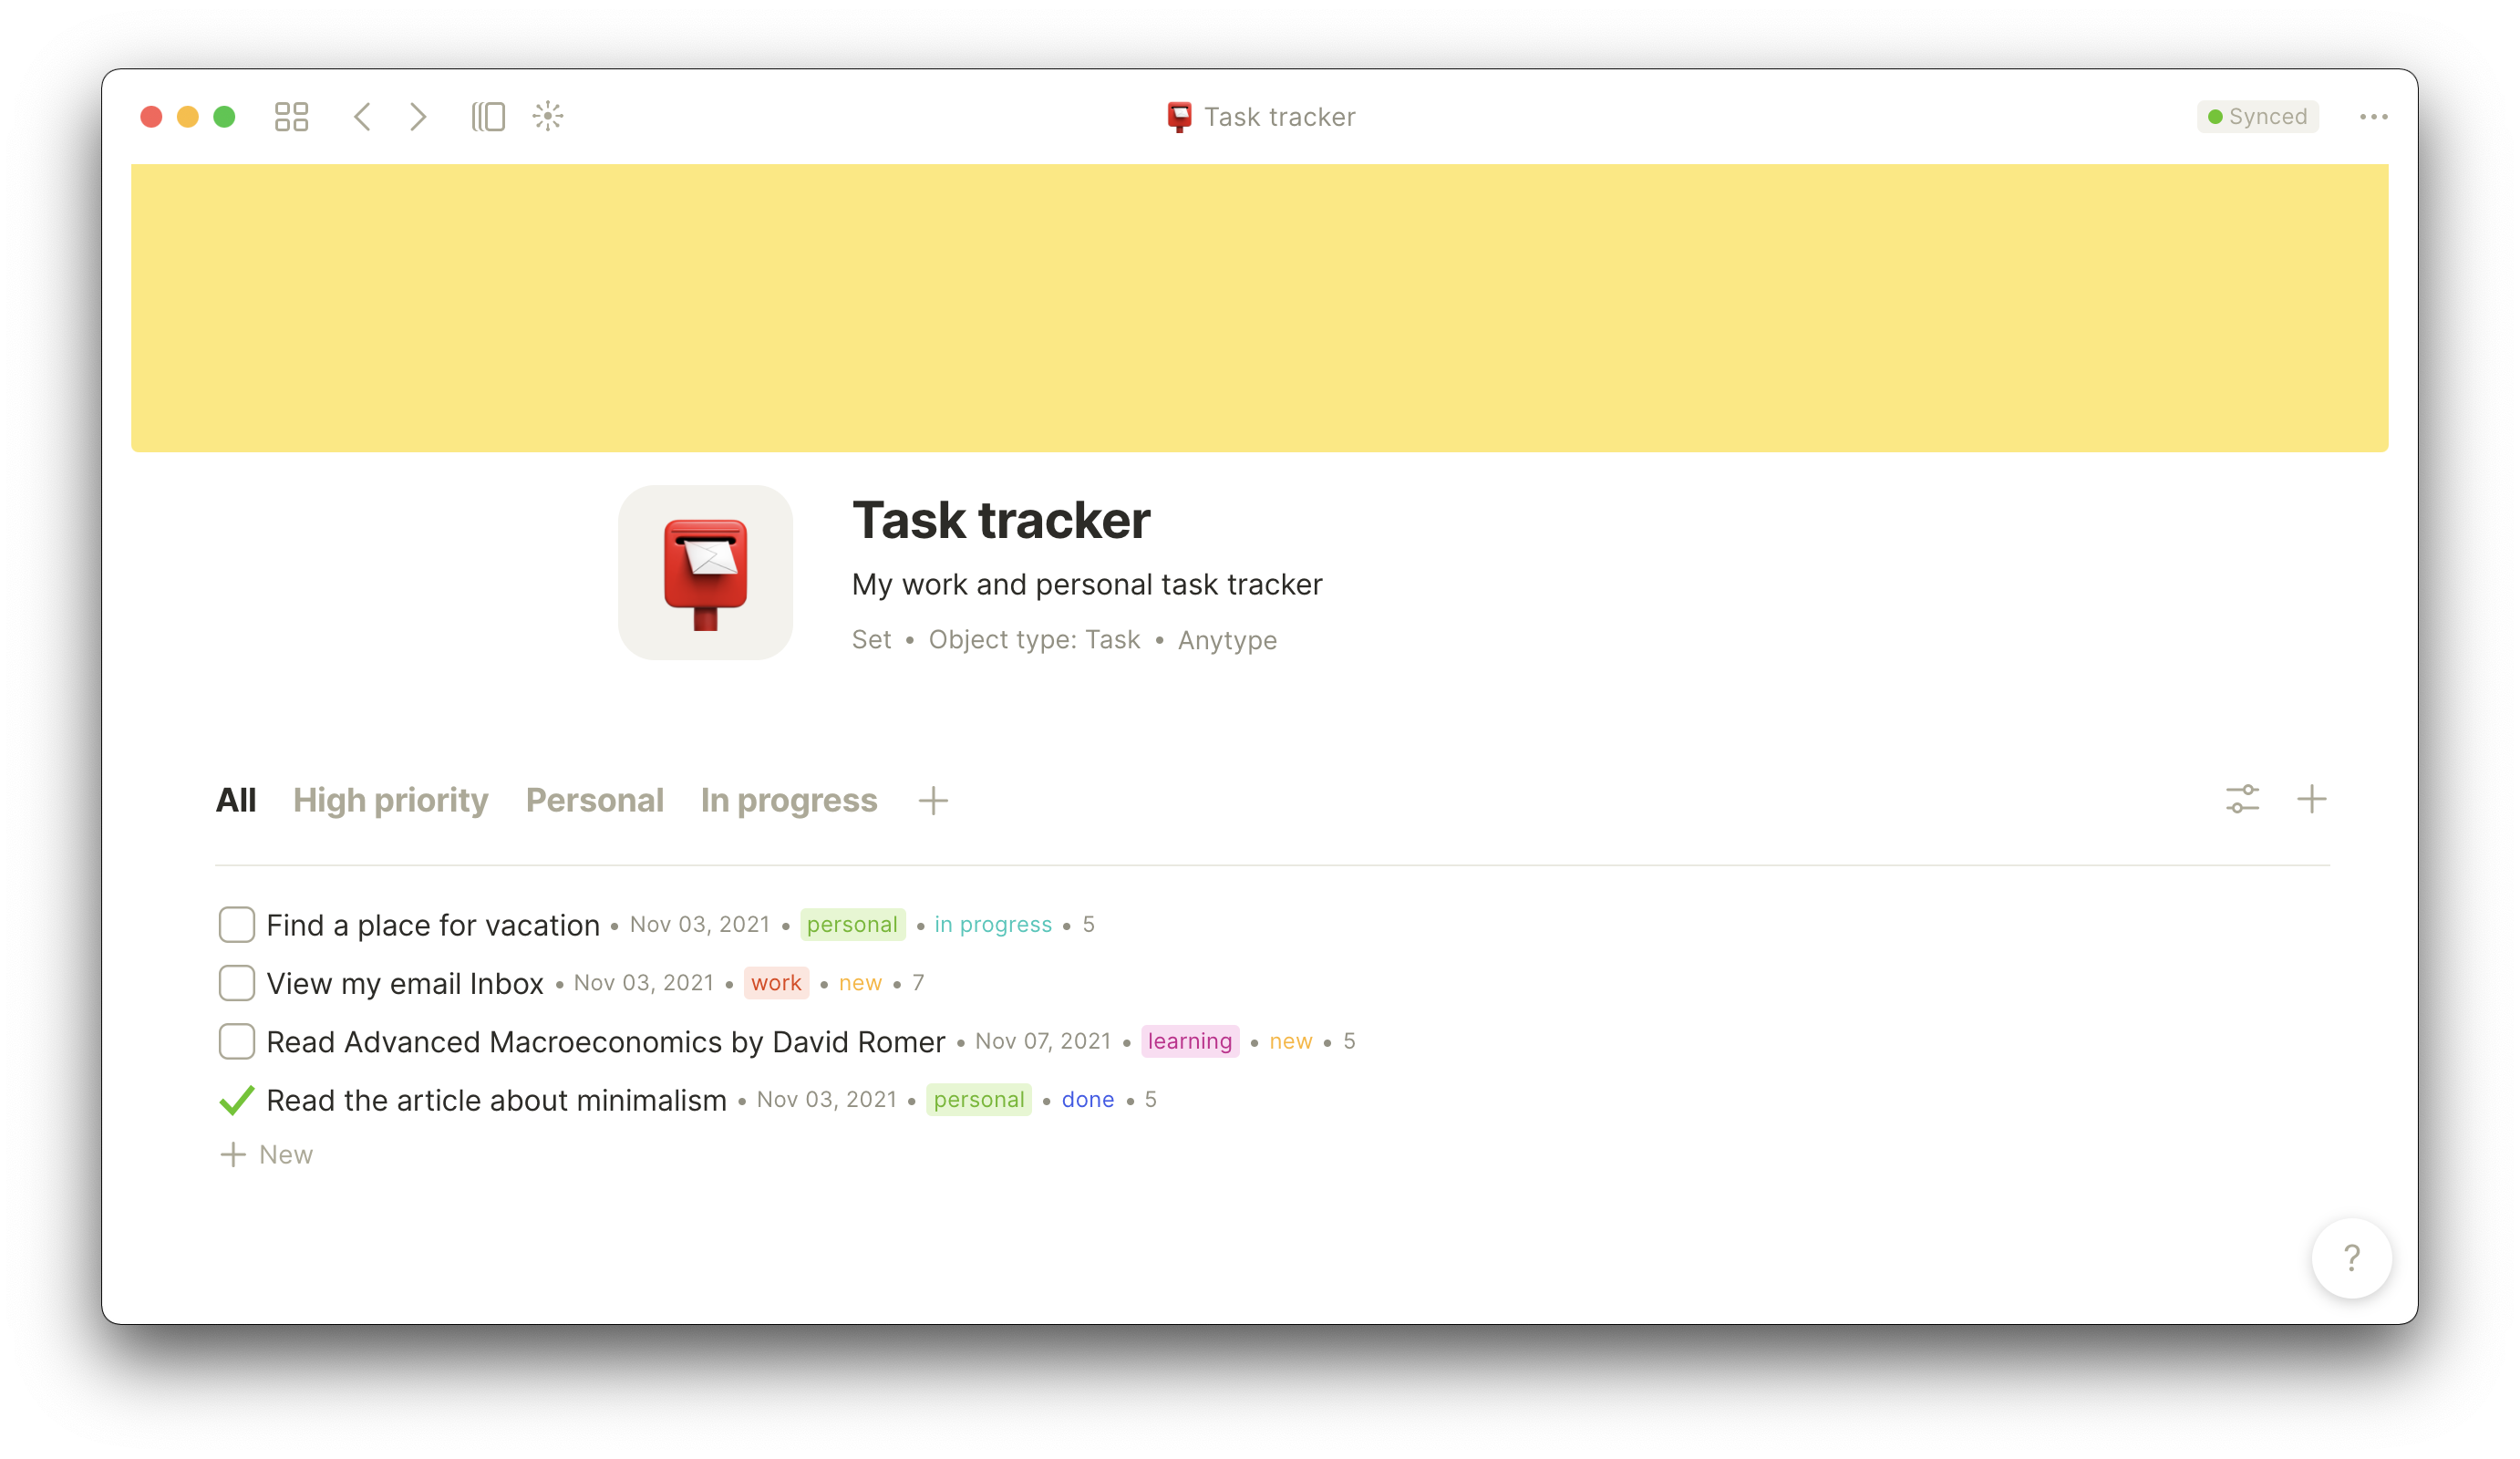 Task tracker
Synced
Task tracker
My work and personal task tracker
Set • Object type: Task • Anytype
All High priority Personal In progress
Find a place for vacation • Nov 03, 2021 • personal • in progress • 5
View my email Inbox • Nov 03, 2021 • work • new • 7
Read Advanced Macroeconomics by David Romer • Nov 07, 2021 • learning • new • 5
Read the article about minimalism • Nov 03, 2021 • personal • done • 5
New
?